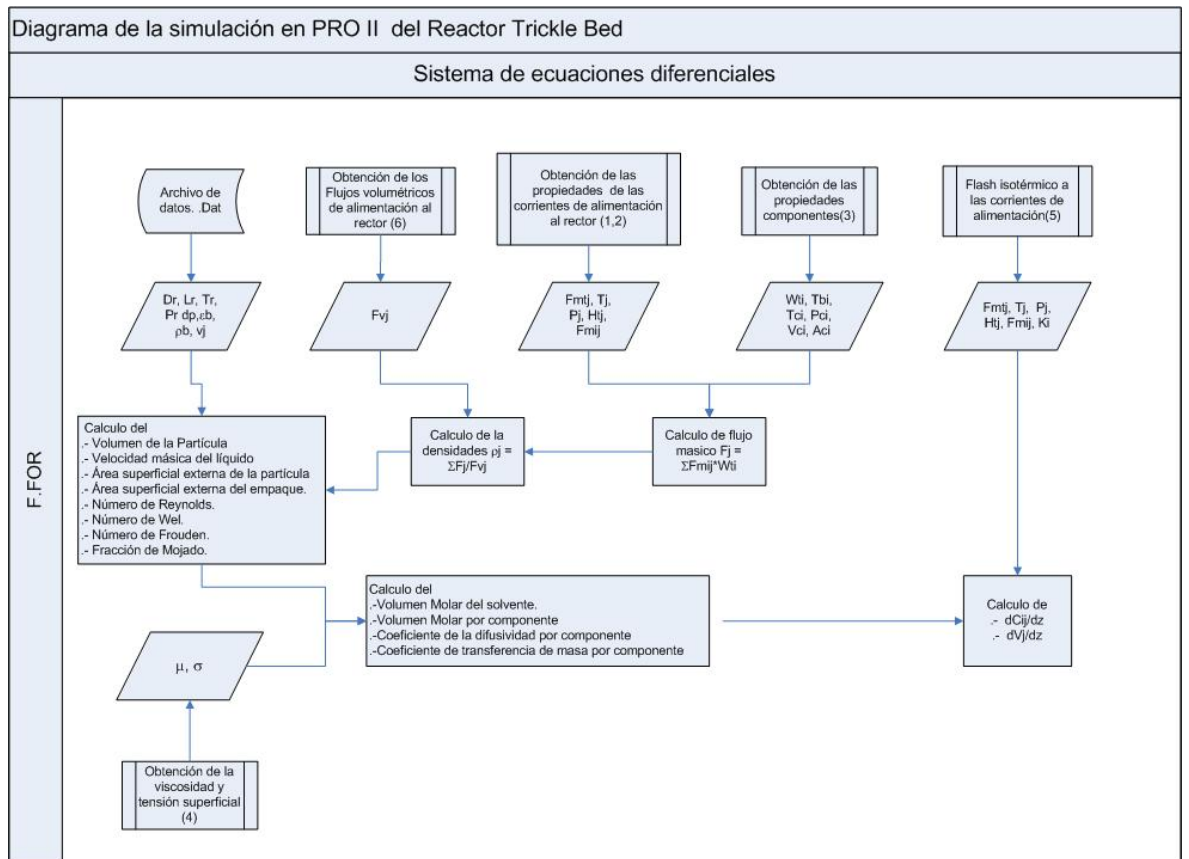 Diagrama de la simulación en PRO II del Reactor Trickle Bed
Sistema de ecuaciones diferenciales
F.FOR
Archivo de
datos. .Dat
Obtención de los
Flujos volumétricos
de alimentación al
rector (6)
Obtención de las
propiedades de las
corrientes de alimentación
al rector (1,2)
Obtención de las
propiedades
componentes(3)
Flash isotérmico a
las corrientes de
alimentación(5)
Dr, Lr, Tr,
Pr dp,εb,
ρb, vj
Fvj
Fmtj, Tj,
Pj, Htj,
Fmij
Wti, Tbi,
Tci, Pci,
Vci, Aci
Fmtj, Tj, Pj,
Htj, Fmij, Ki
Calculo del
.- Volumen de la Partícula
.- Velocidad másica del líquido
.- Área superficial externa de la partícula
.- Área superficial externa del empaque.
.- Número de Reynolds.
.- Número de Wel.
.- Número de Frouden.
.- Fracción de Mojado.
Calculo de la
densidades ρj =
ΣFj/Fvj
Calculo de flujo
masico Fj =
ΣFmij*Wti
Calculo del
.-Volumen Molar del solvente.
.-Volumen Molar por componente
.-Coeficiente de la difusividad por componente
.-Coeficiente de transferencia de masa por componente
Calculo de
.- dCij/dz
.- dVj/dz
μ, σ
Obtención de la
viscosidad y
tensión superficial
(4)